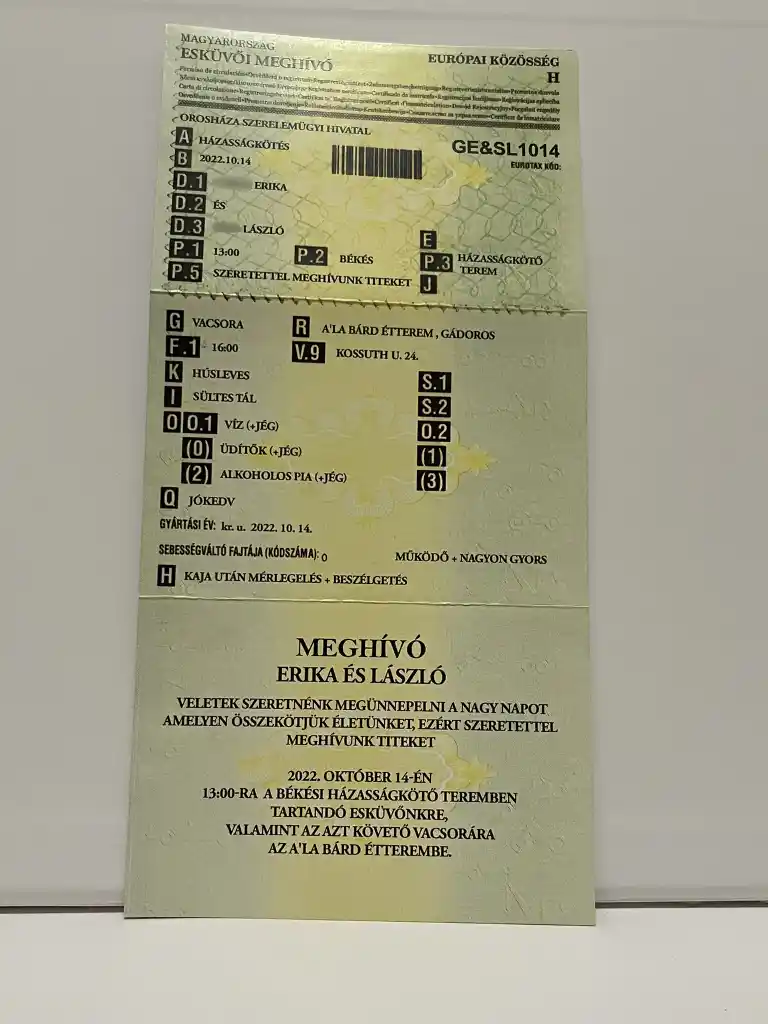 MAGYARORSZAG
ESKÜVŐI MEGHÍVÓ
EURÓPAI KÖZÖSSÉG
H
OROSHÁZA SZERELEMÜGYI HIVATAL
A HÁZASSÁGKÖTÉS
GE&SL1014
B 2022.10.14
EUROTAX KÓD:
D.1 ERIKA
D.2 ÉS
D.3 LÁSZLÓ
E
P.1 13:00 P.2 BÉKÉS P.3 HÁZASSÁGKÖTŐ
TEREM
P.5 SZERETETTEL MEGHÍVUNK TITEKET J
G VACSORA R A'LA BÁRD ÉTTEREM , GÁDOROS
F.1 16:00 V.9 KOSSUTH U. 24.
K HÚSLEVES S.1
I SÜLTES TÁL S.2
O O.1 VÍZ (+JÉG) O.2
(0) ÜDÍTŐK (+JÉG) (1)
(2) ALKOHOLOS PIA (+JÉG) (3)
Q JÓKEDV
GYÁRTÁSI ÉV: kr. u. 2022. 10. 14.
SEBESSÉGVÁLTÓ FAJTÁJA (KÓDSZÁMA): 0 MŰKÖDŐ + NAGYON GYORS
H KAJA UTÁN MÉRLEGELÉS + BESZÉLGETÉS
MEGHÍVÓ
ERIKA ÉS LÁSZLÓ
VELETEK SZERETNÉNK MEGÜNNEPELNI A NAGY NAPOT
AMELYEN ÖSSZEKÖTJÜK ÉLETÜNKET, EZÉRT SZERETETTEL
MEGHÍVUNK TITEKET
2022. OKTÓBER 14-ÉN
13:00-RA A BÉKÉSI HÁZASSÁGKÖTŐ TEREMBEN
TARTANDÓ ESKÜVŐNKRE,
VALAMINT AZ AZT KÖVETŐ VACSORÁRA
AZ A'LA BÁRD ÉTTEREMBE.